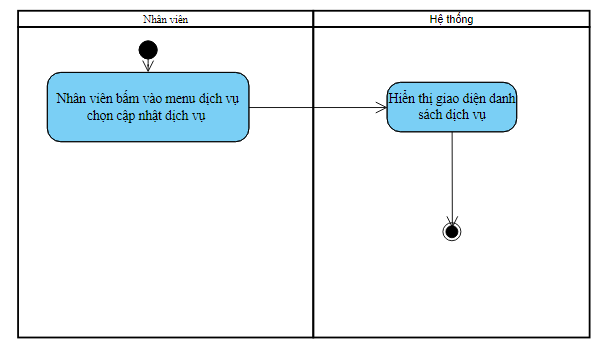 Nhân viên
Hệ thống
Nhân viên bấm vào menu dịch vụ
chọn cập nhật dịch vụ
Hiển thị giao diện danh
sách dịch vụ